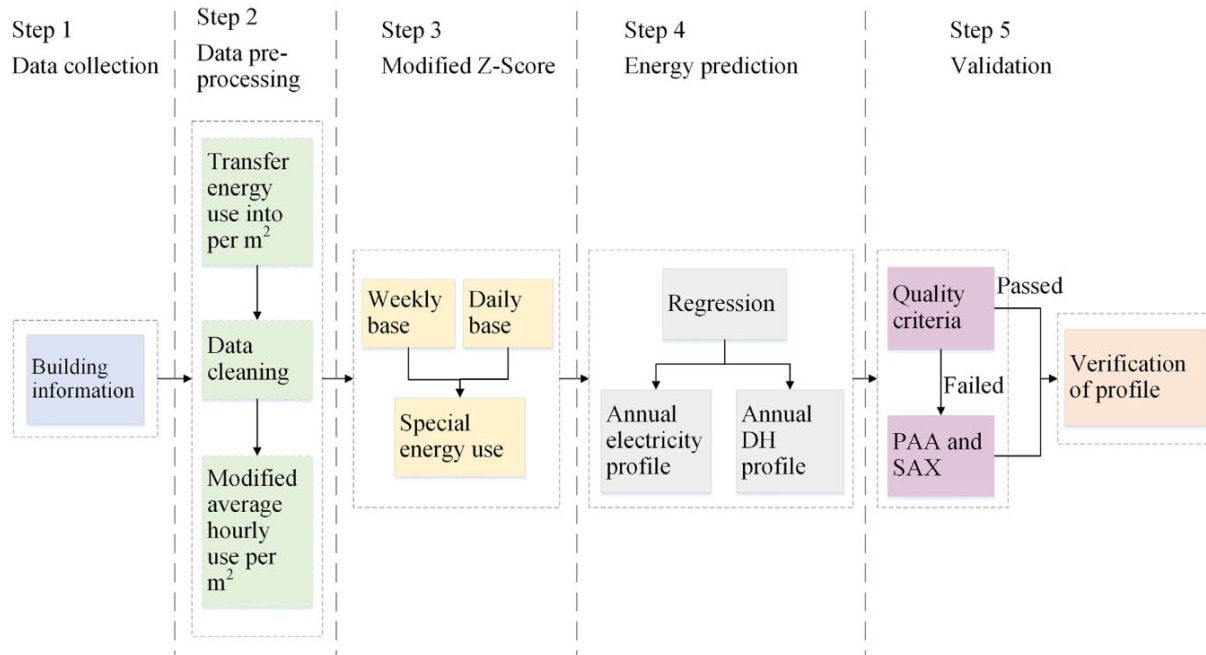 Step 1
Data collection
Step 2
Data pre-
processing
Step 3
Modified Z-Score
Step 4
Energy prediction
Step 5
Validation
Building
information
Transfer
energy
use into
per m²
Data
cleaning
Modified
average
hourly
use per
m²
Weekly
base
Daily
base
Special
energy use
Regression
Annual
electricity
profile
Annual
DH
profile
Quality
criteria
Passed
Failed
PAA and
SAX
Verification
of profile